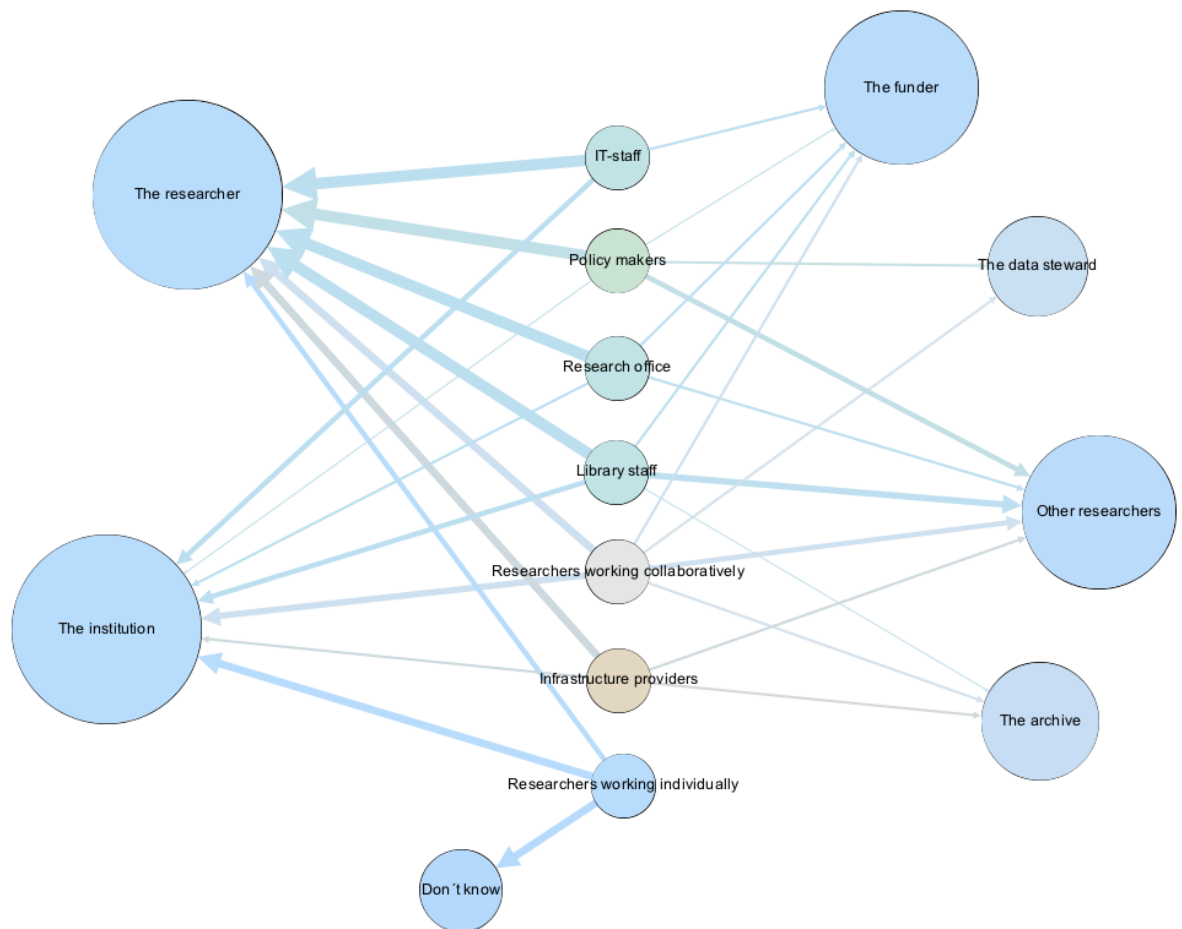 The funder
IT-staff
The researcher
Policy makers
The data steward
Research office
Library staff
Other researchers
Researchers working collaboratively
The institution
Infrastructure providers
The archive
Researchers working individually
Don´t know